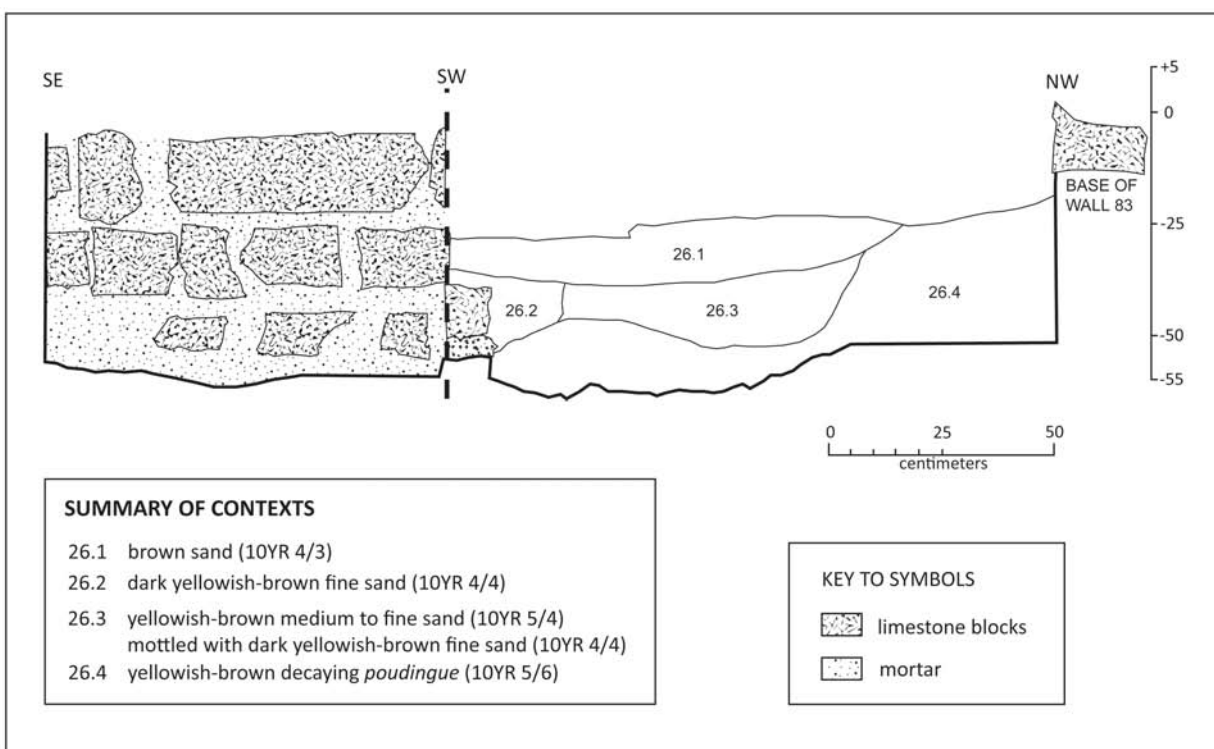 SE
SW
NW
+5
0
BASE OF
WALL 83
-25
26.1
26.2
26.3
26.4
-50
-55
0 25 50
centimeters
SUMMARY OF CONTEXTS
26.1 brown sand (10YR 4/3)
26.2 dark yellowish-brown fine sand (10YR 4/4)
26.3 yellowish-brown medium to fine sand (10YR 5/4)
mottled with dark yellowish-brown fine sand (10YR 4/4)
26.4 yellowish-brown decaying poudingue (10YR 5/6)
KEY TO SYMBOLS
limestone blocks
mortar